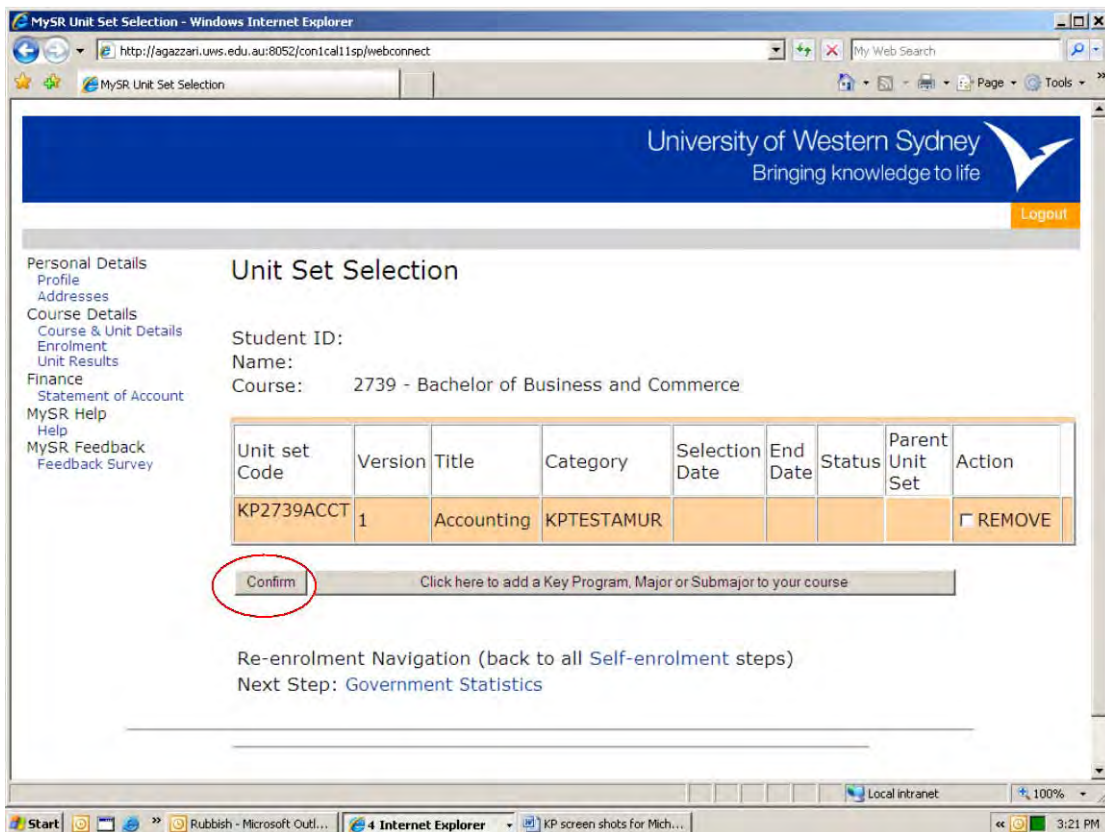 MySR Unit Set Selection - Windows Internet Explorer
http://agazzari.uws.edu.au:8052/con1cal11sp/webconnect
My Web Search
MySR Unit Set Selection
Page
Tools
University of Western Sydney
Bringing knowledge to life
Logout
Personal Details
Profile
Addresses
Course Details
Course & Unit Details
Enrolment
Unit Results
Finance
Statement of Account
MySR Help
Help
MySR Feedback
Feedback Survey
Unit Set Selection
Student ID:
Name:
Course: 2739 - Bachelor of Business and Commerce
Unit set Code Version Title Category Selection Date End Date Status Parent Unit Set Action
KP2739ACCT 1 Accounting KPTESTAMUR REMOVE
Confirm Click here to add a Key Program, Major or Submajor to your course
Re-enrolment Navigation (back to all Self-enrolment steps)
Next Step: Government Statistics
Local intranet 100%
Start » Rubbish - Microsoft Outl... 4 Internet Explorer KP screen shots for Mich... « 3:21 PM